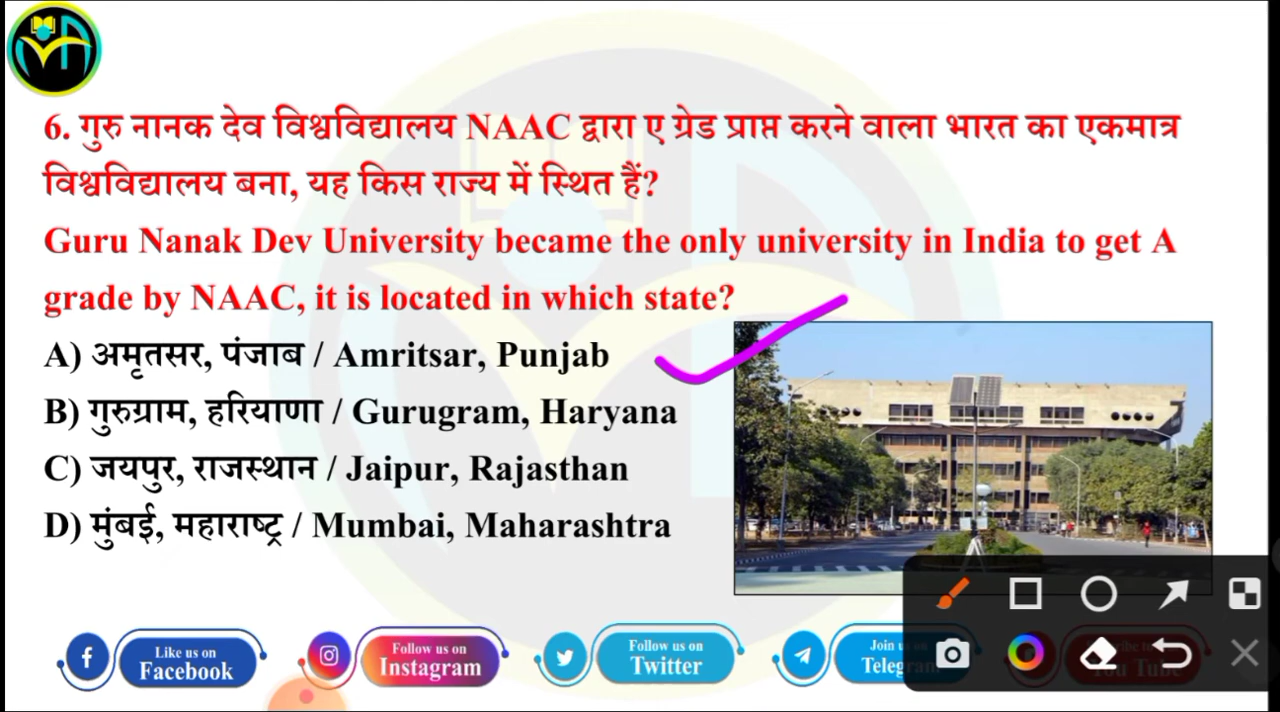 6. गुरु नानक देव विश्वविद्यालय NAAC द्वारा ए ग्रेड प्राप्त करने वाला भारत का एकमात्र
विश्वविद्यालय बना, यह किस राज्य में स्थित हैं?
Guru Nanak Dev University became the only university in India to get A
grade by NAAC, it is located in which state?
A) अमृतसर, पंजाब / Amritsar, Punjab
B) गुरुग्राम, हरियाणा / Gurugram, Haryana
C) जयपुर, राजस्थान / Jaipur, Rajasthan
D) मुंबई, महाराष्ट्र / Mumbai, Maharashtra
Like us on
Facebook
Follow us on
Instagram
Follow us on
Twitter
Join
You Tube